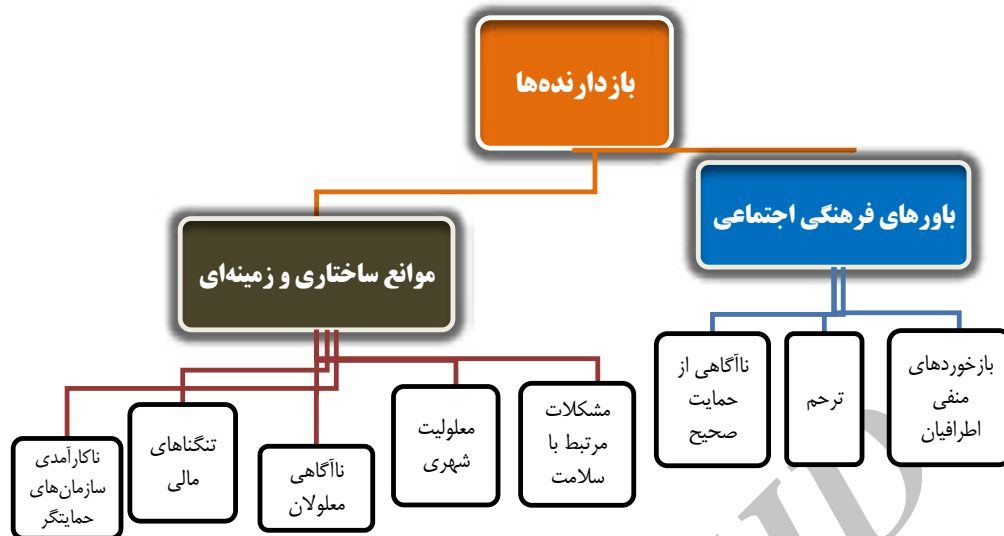 بازدارنده‌ها
باورهای فرهنگی اجتماعی
موانع ساختاری و زمینه‌ای
بازخوردهای
منفی
اطرافیان
ترحم
ناآگاهی از
حمایت
صحیح
مشکلات
مرتبط با
سلامت
معلولیت
شهری
ناآگاهی
معلولان
تنگناهای
مالی
ناکارآمدی
سازمان‌های
حمایتگر